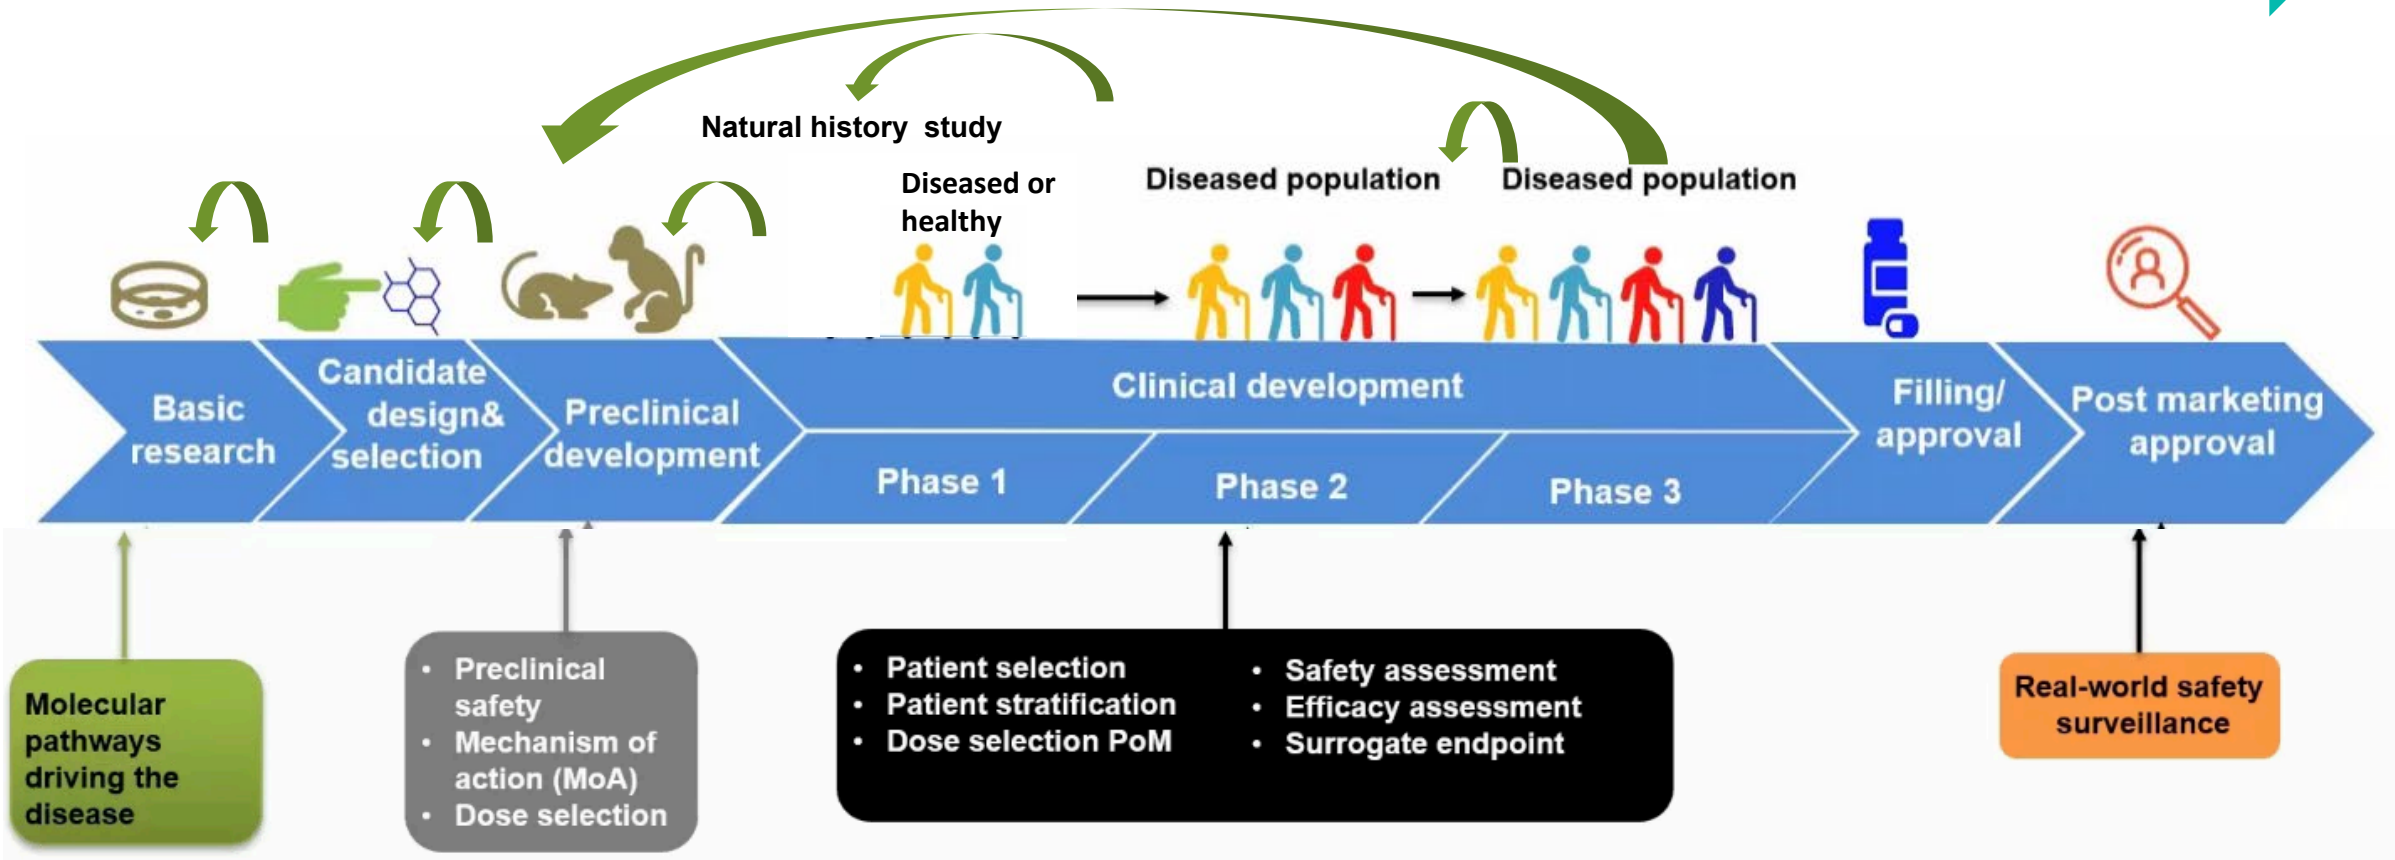 Natural history  study
Diseased or
healthy
Diseased population
Diseased population
Basic
research
Candidate
design&
selection
Preclinical
development
Clinical development
Phase 1
Phase 2
Phase 3
Filling/
approval
Post marketing
approval
Molecular
pathways
driving the
disease
• Preclinical
safety
• Mechanism of
action (MoA)
• Dose selection
• Patient selection
• Patient stratification
• Dose selection PoM
• Safety assessment
• Efficacy assessment
• Surrogate endpoint
Real-world safety
surveillance